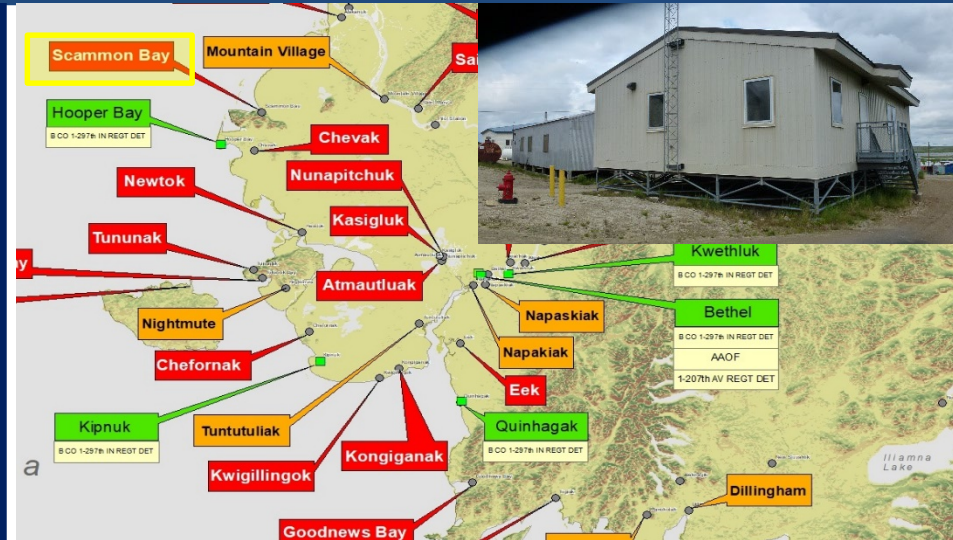 Scammon Bay
Mountain Village
Sai
Hooper Bay
B CO 1-297th IN REGT DET
Chevak
Nunapitchuk
Newtok
Kasigluk
Tununak
ay
Atmautluak
Kwethluk
B CO 1-297th IN REGT DET
Bethel
B CO 1-297th IN REGT DET
AAOF
1-207th AV REGT DET
Nightmute
Napaskiak
Chefornak
Napakiak
Eek
Kipnuk
B CO 1-297th IN REGT DET
Tuntutuliak
Quinhagak
B CO 1-297th IN REGT DET
Kwigillingok
Kongiganak
a
Iliamna
Lake
Dillingham
Goodnews Bay